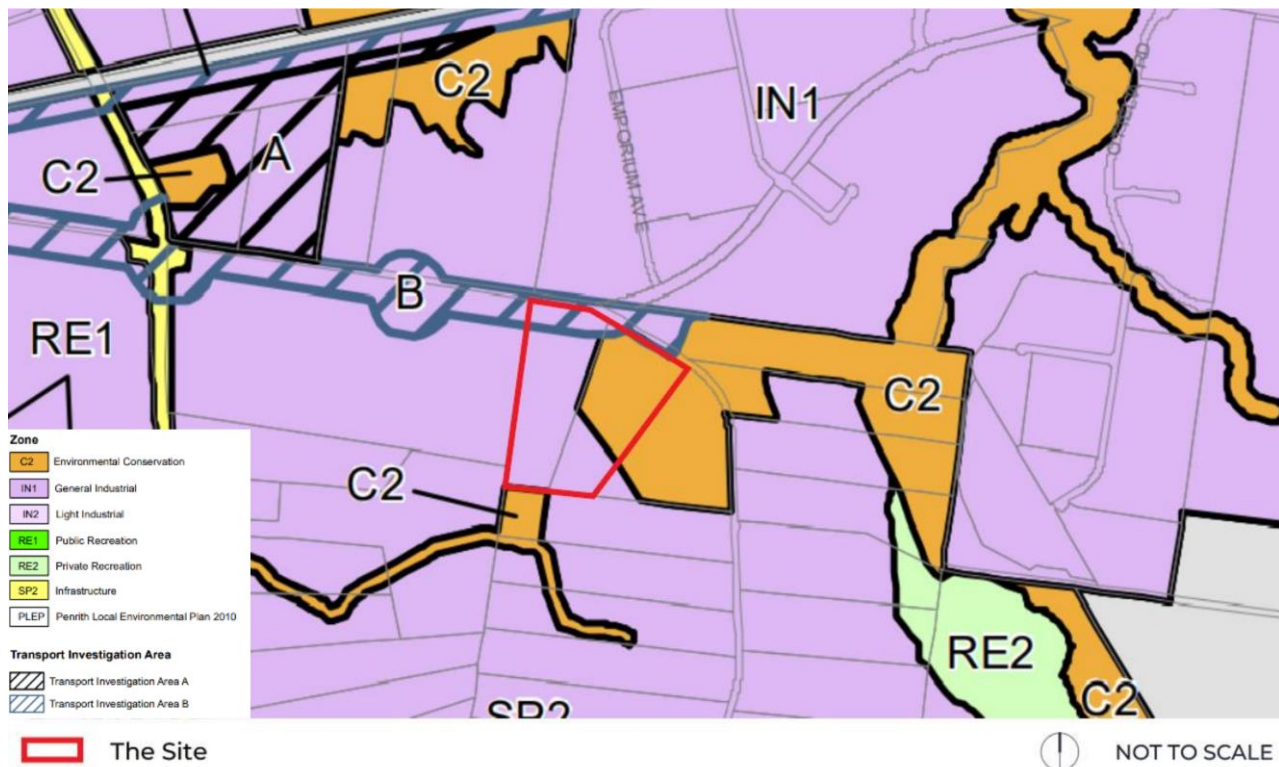 C2
IN1
EMPORIUM AVE
A
C2
B
RE1
C2
C2
RE2
C2
SP2
Zone
C2 Environmental Conservation
IN1 General Industrial
IN2 Light Industrial
RE1 Public Recreation
RE2 Private Recreation
SP2 Infrastructure
PLEP Penrith Local Environmental Plan 2010
Transport Investigation Area
Transport Investigation Area A
Transport Investigation Area B
The Site
NOT TO SCALE